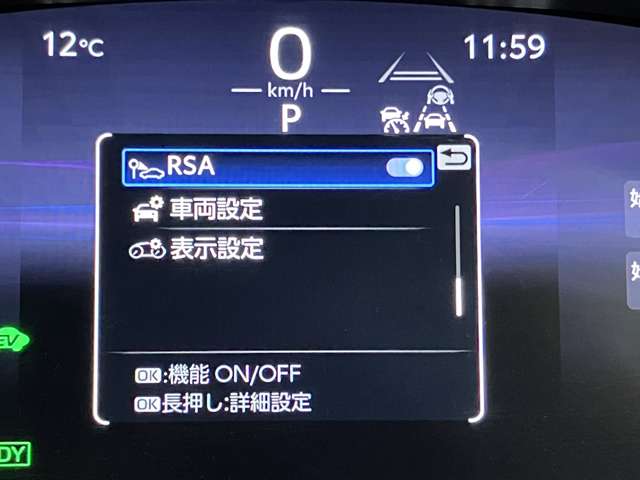 12℃
0
11:59
km/h
P
RSA
車両設定
表示設定
EV
OK:機能 ON/OFF
OK長押し:詳細設定
DY